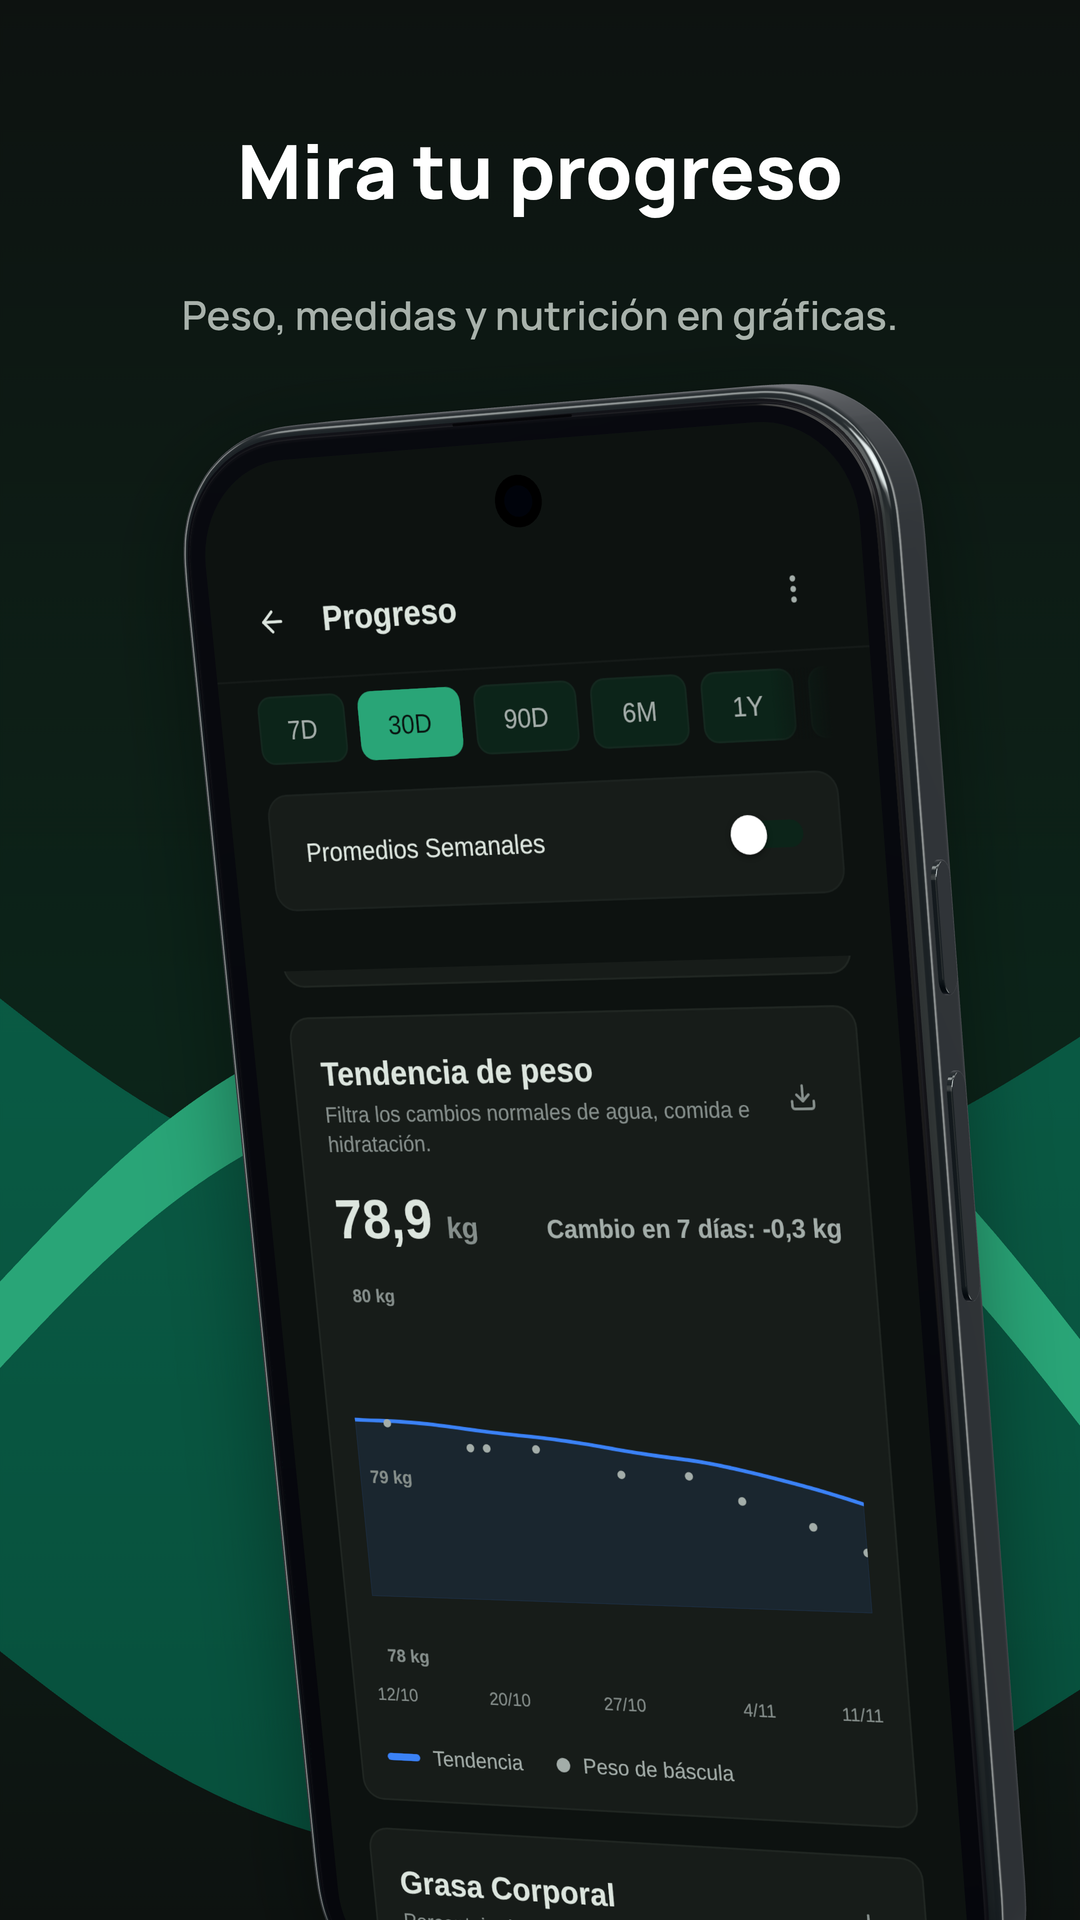 Mira tu progreso
Peso, medidas y nutrición en gráficas.
Progreso
7D
30D
90D
6M
1Y
Promedios Semanales
Tendencia de peso
Filtra los cambios normales de agua, comida e
hidratación.
78,9 kg
Cambio en 7 días: -0,3 kg
80 kg
79 kg
78 kg
12/10
20/10
27/10
4/11
11/11
Tendencia
Peso de báscula
Grasa Corporal